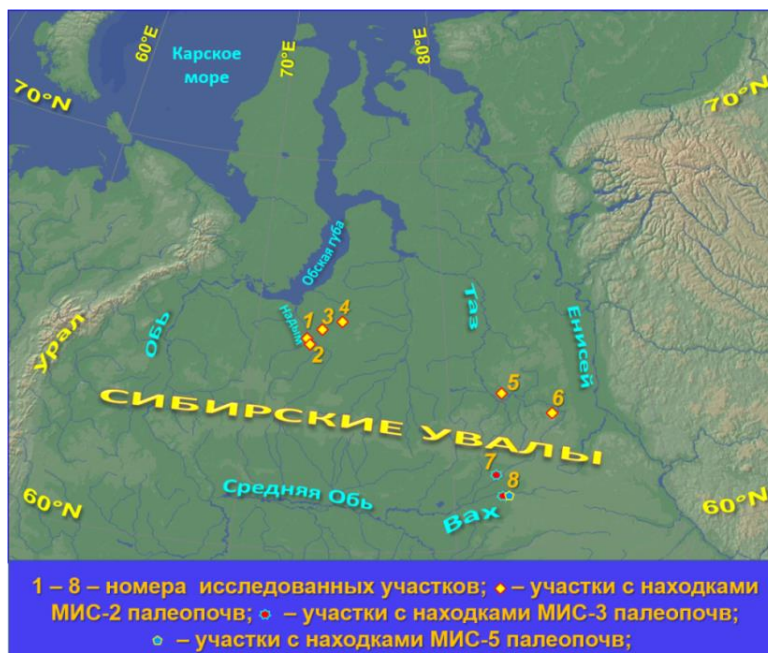 60°E
Карское
море
70°E
80°E
70°N
70°N
Обская губа
Надым
1
2
3
4
Таз
Енисей
Урал
Обь
5
6
СИБИРСКИЕ УВАЛЫ
7
8
Средняя Обь
Вах
60°N
60°N
1 – 8 – номера исследованных участков; – участки с находками
МИС-2 палеопочв; – участки с находками МИС-3 палеопочв;
– участки с находками МИС-5 палеопочв;